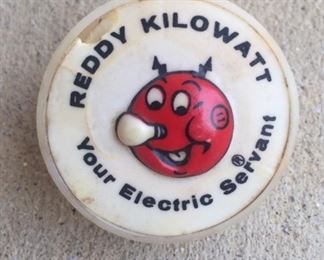 REDDY KILOWATT
Your Electric Servant ®